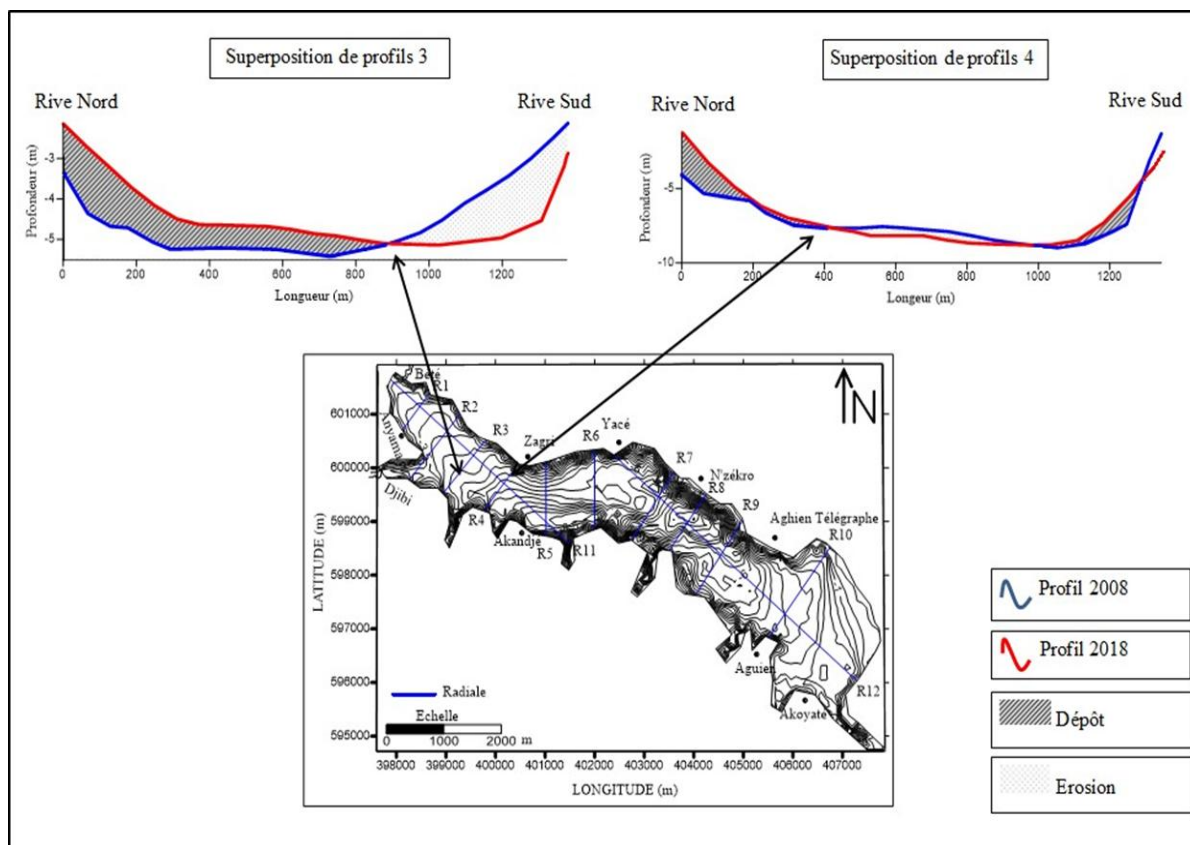 Superposition de profils 3
Superposition de profils 4
Rive Nord
Rive Sud
Rive Nord
Rive Sud
Profondeur (m)
-3
-4
-5
0
200
400
600
800
1000
1200
Longueur (m)
Profondeur (m)
-5
-10
0
200
400
600
800
1000
1200
Longeur (m)
N
LATITUDE (m)
601000
600000
599000
598000
597000
596000
595000
Bété
R1
R2
Anyama
R3
Zagri
R6
Yacé
R7
N'zékro
R8
Djibi
R9
Aghien Télégraphe
R10
R4
Akandje
R5
R11
Aguien
R12
Akoyate
Radiale
Echelle
0
1000
2000 m
398000
399000
400000
401000
402000
403000
404000
405000
406000
407000
LONGITUDE (m)
Profil 2008
Profil 2018
Dépôt
Erosion